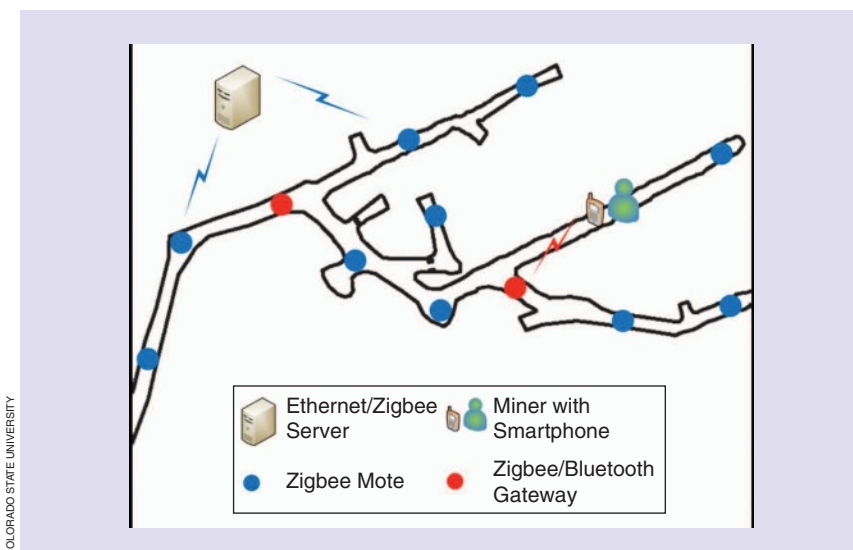 Ethernet/Zigbee
Server
Miner with
Smartphone
Zigbee Mote
Zigbee/Bluetooth
Gateway
OLORADO STATE UNIVERSITY